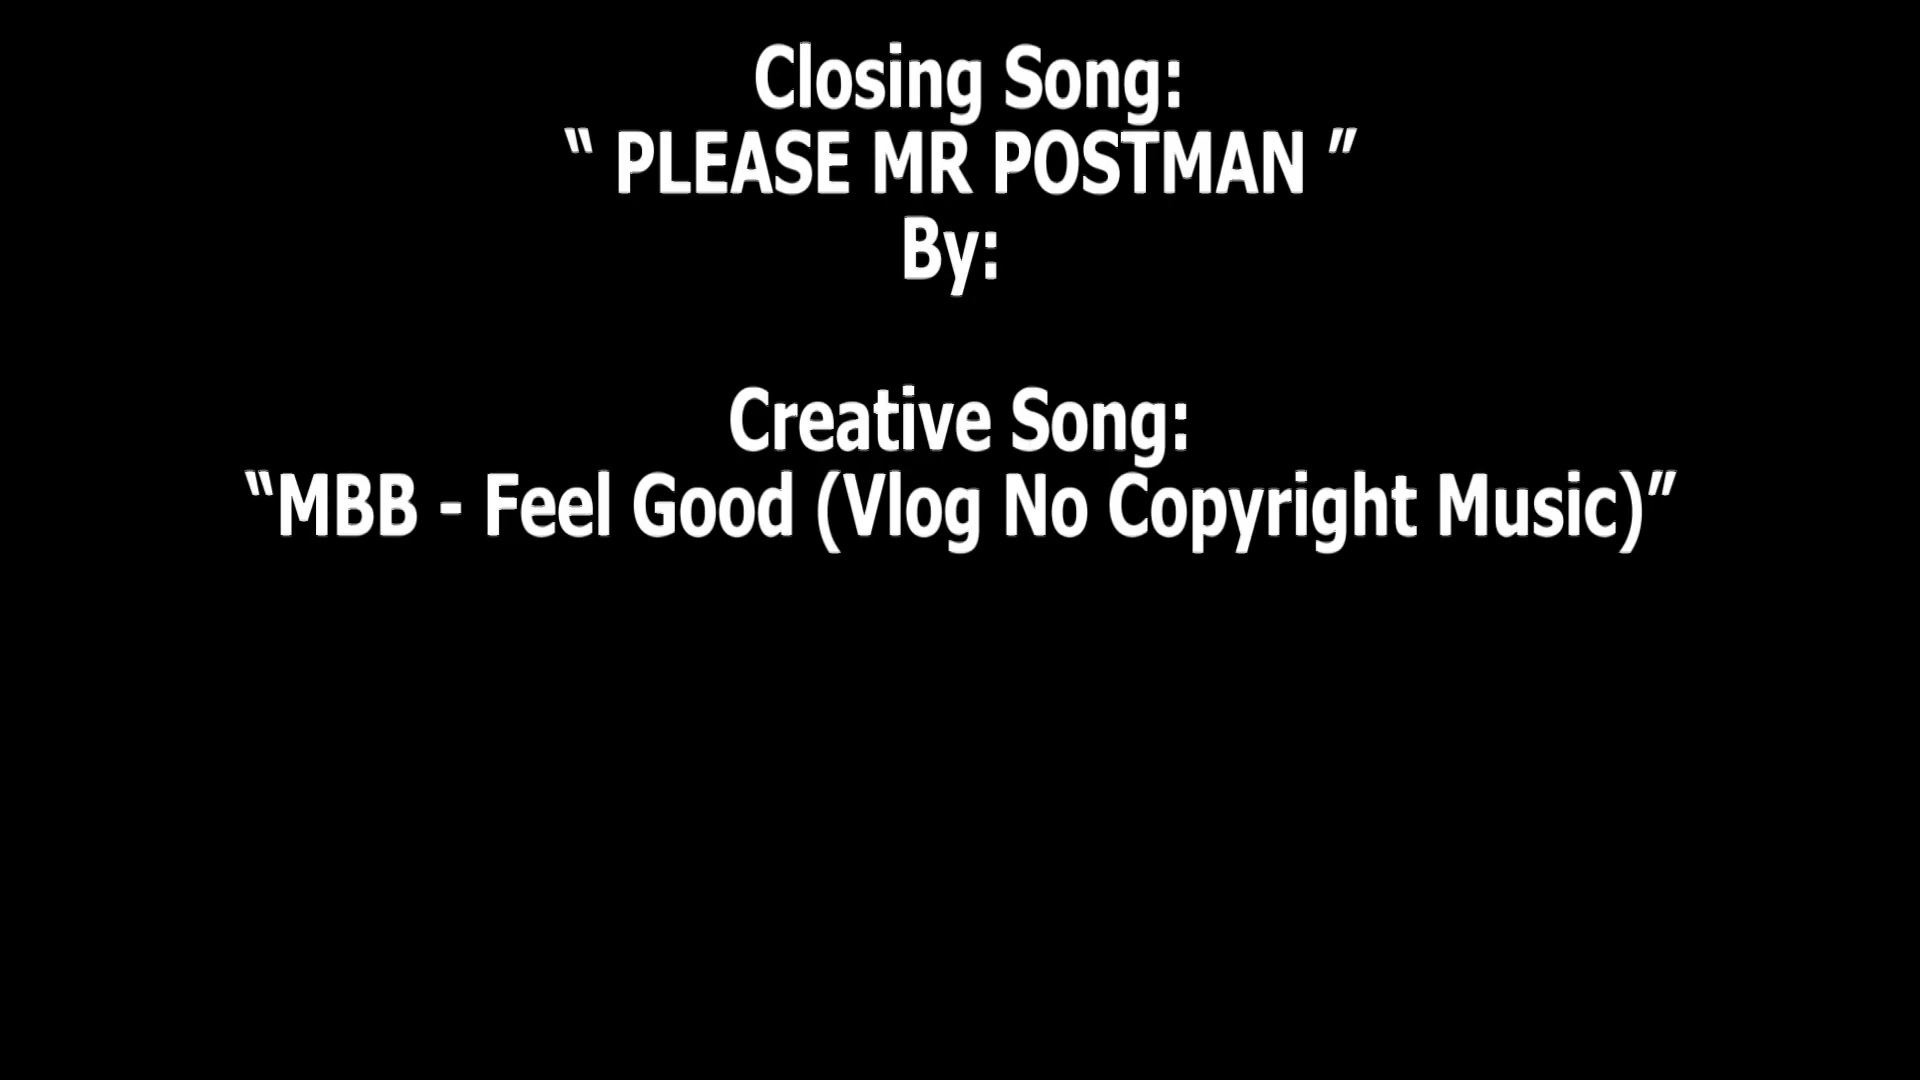 Closing Song:
“ PLEASE MR POSTMAN ”
By:
Creative Song:
“MBB - Feel Good (Vlog No Copyright Music)”